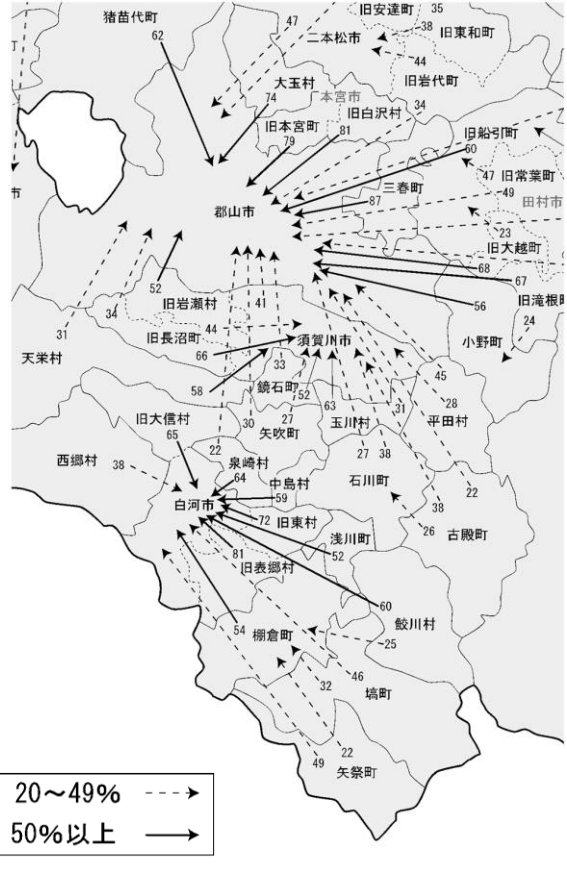 猪苗代町
62
47
旧安達町
35
38
旧東和町
二本松市
44
旧岩代町
大玉村
74
本宮市
旧白沢村
34
旧本宮町
81
79
旧船引町
60
旧常葉町
47
三春町
49
田村市
87
市
郡山市
23
旧大越町
68
67
52
旧岩瀬村
41
56
旧滝根町
34
31
44
24
旧長沼町
須賀川市
小野町
66
天栄村
33
45
58
鏡石町
52
28
旧大信村
63
31
平田村
65
27
玉川村
30
矢吹町
22
泉崎村
27
38
西郷村
38
64
中島村
石川町
22
59
38
白河市
72
旧東村
26
古殿町
浅川町
52
81
旧表郷村
60
54
棚倉町
鮫川村
25
46
32
塙町
22
49
矢祭町
20～49%
50%以上